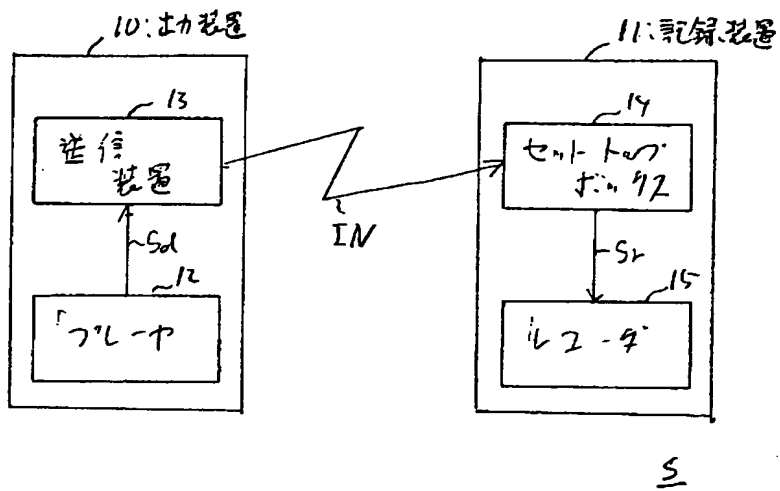 10:出力装置
13
送信
装置
Sd
12
プレーヤ
IN
11:記録装置
14
セットトップ
ボックス
Sr
15
レコーダ
S